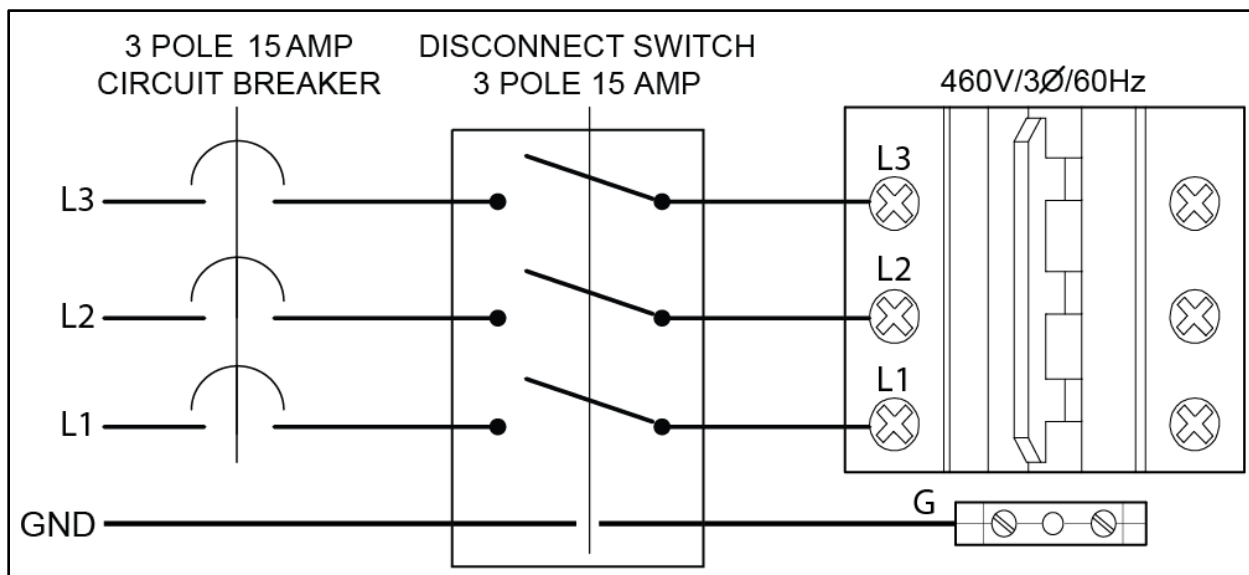 3 POLE 15 AMP
CIRCUIT BREAKER
DISCONNECT SWITCH
3 POLE 15 AMP
460V/3Ø/60Hz
L3
L3
L2
L2
L1
L1
GND
G